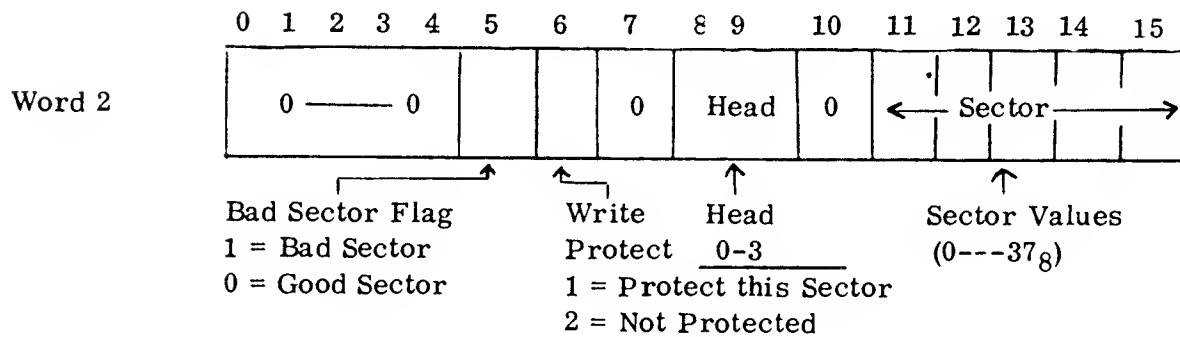 0 1 2 3 4 5 6 7 8 9 10 11 12 13 14 15
Word 2
0 — 0 0 Head 0 Sector
Bad Sector Flag
1 = Bad Sector
0 = Good Sector
Write
Protect
1 = Protect this Sector
2 = Not Protected
Head
0-3
Sector Values
(0---37₈)